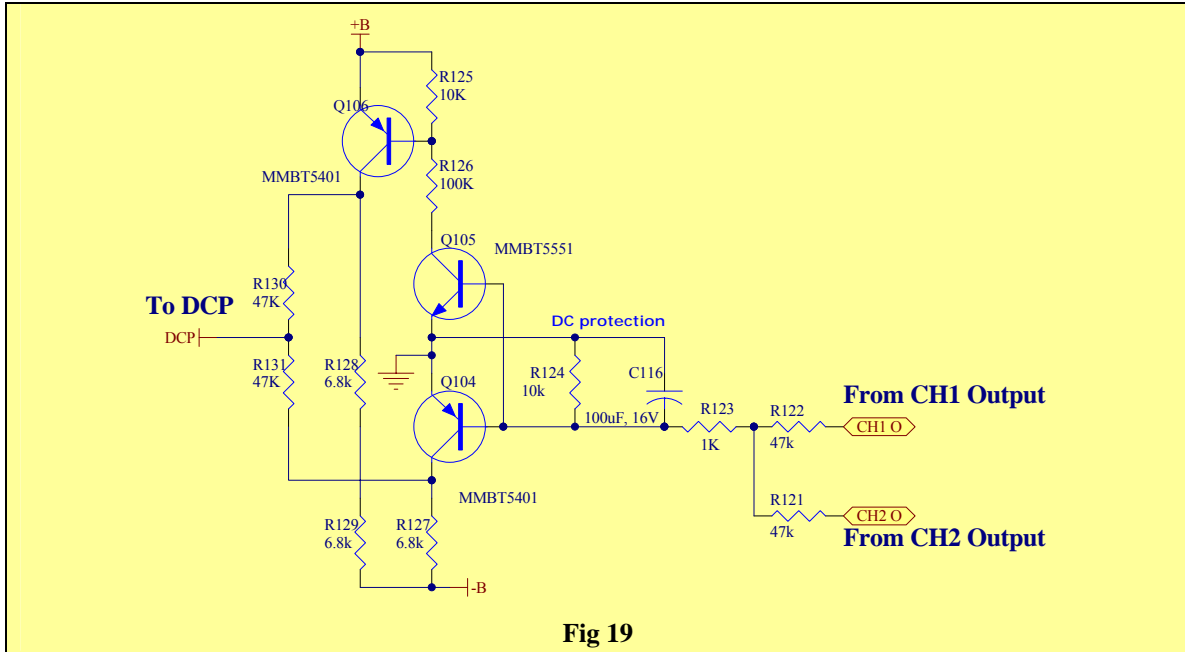 +B
R125
10K
Q106
R126
100K
MMBT5401
Q105
MMBT5551
R130
47K
To DCP
DCP
DC protection
R131
47K
R128
6.8k
R124
10k
C116
Q104
100uF, 16V
R123
1K
From CH1 Output
R122
CH1 O
47k
MMBT5401
R121
CH2 O
47k
From CH2 Output
R129
6.8k
R127
6.8k
-B
Fig 19